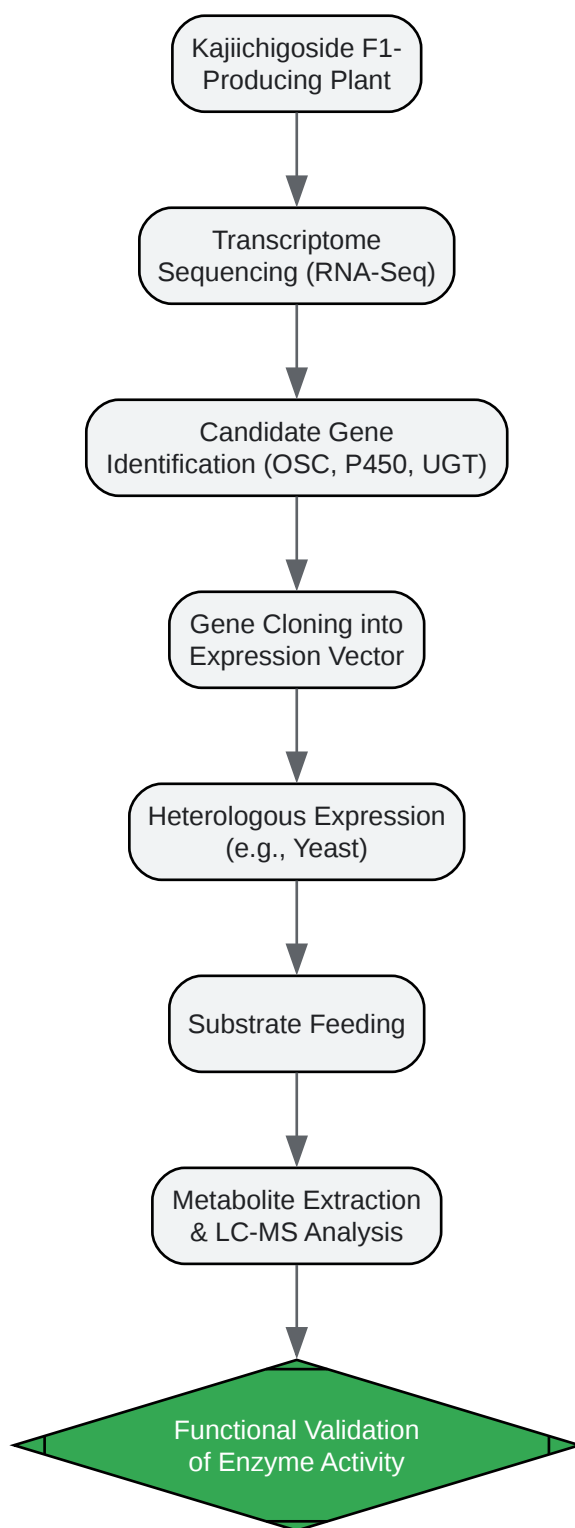 Kajiichigoside F1-
Producing Plant
Transcriptome
Sequencing (RNA-Seq)
Candidate Gene
Identification (OSC, P450, UGT)
Gene Cloning into
Expression Vector
Heterologous Expression
(e.g., Yeast)
Substrate Feeding
Metabolite Extraction
& LC-MS Analysis
Functional Validation
of Enzyme Activity